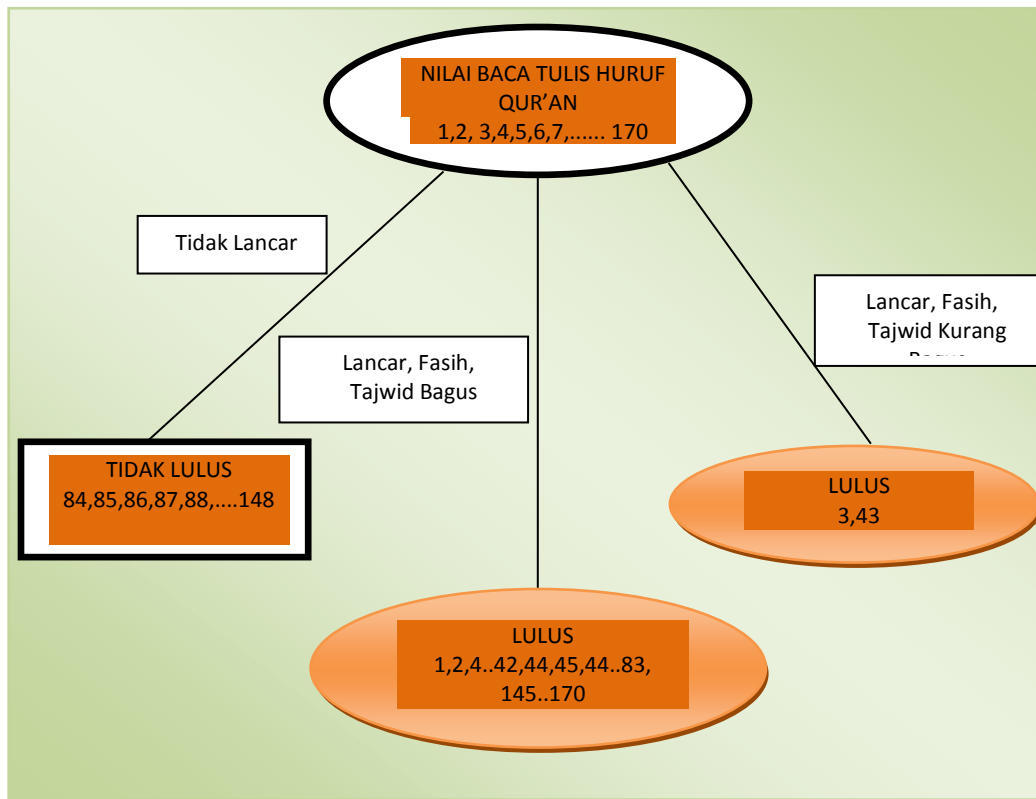 NILAI BACA TULIS HURUF
QUR’AN
1,2, 3,4,5,6,7,...... 170
Tidak Lancar
Lancar, Fasih,
Tajwid Kurang
Lancar, Fasih,
Tajwid Bagus
TIDAK LULUS
84,85,86,87,88,....148
LULUS
3,43
LULUS
1,2,4..42,44,45,44..83,
145..170